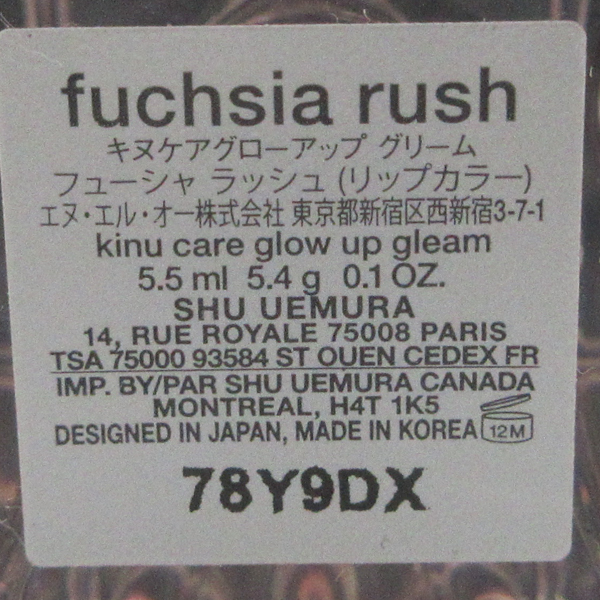 fuchsia rush
キヌケアグローアップ グリーム
フューシャ ラッシュ (リップカラー)
エヌ・エル・オー株式会社 東京都新宿区西新宿3-7-1
kinu care glow up gleam
5.5 ml 5.4 g 0.1 OZ.
SHU UEMURA
14, RUE ROYALE 75008 PARIS
TSA 75000 93584 ST OUEN CEDEX FR
IMP. BY/PAR SHU UEMURA CANADA
MONTREAL, H4T 1K5
DESIGNED IN JAPAN, MADE IN KOREA 12M
78Y9DX